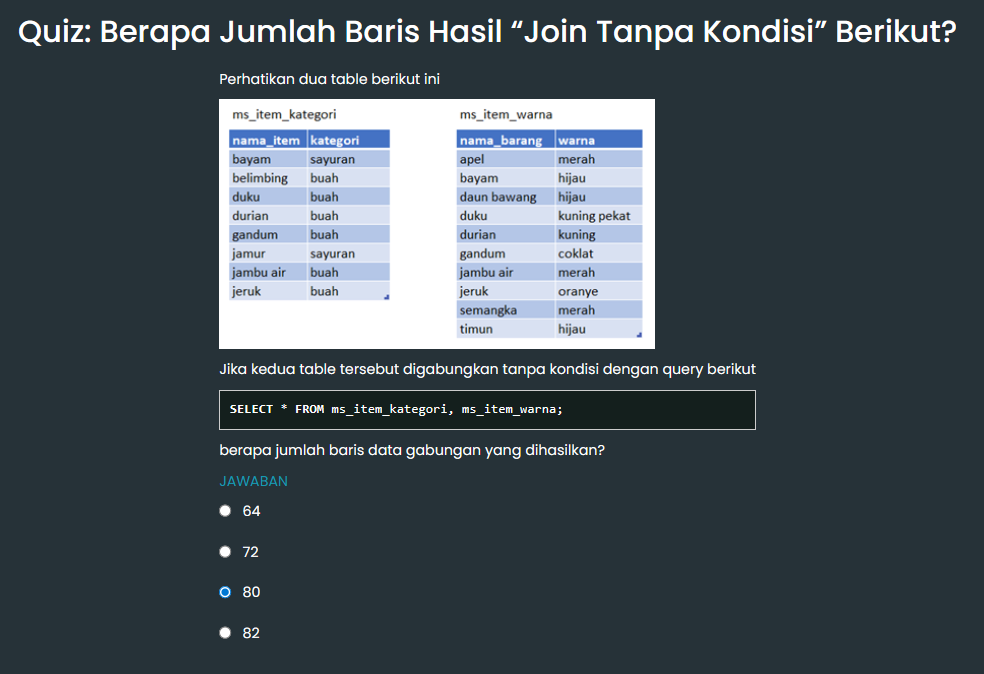 Quiz: Berapa Jumlah Baris Hasil “Join Tanpa Kondisi” Berikut?
Perhatikan dua table berikut ini
ms_item_kategori
nama_item kategori
bayam sayuran
belimbing buah
duku buah
durian buah
gandum buah
jamur sayuran
jambu air buah
jeruk buah
ms_item_warna
nama_barang warna
apel merah
bayam hijau
daun bawang hijau
duku kuning pekat
durian kuning
gandum coklat
jambu air merah
jeruk oranye
semangka merah
timun hijau
Jika kedua table tersebut digabungkan tanpa kondisi dengan query berikut
SELECT * FROM ms_item_kategori, ms_item_warna;
berapa jumlah baris data gabungan yang dihasilkan?
JAWABAN
64
72
80
82